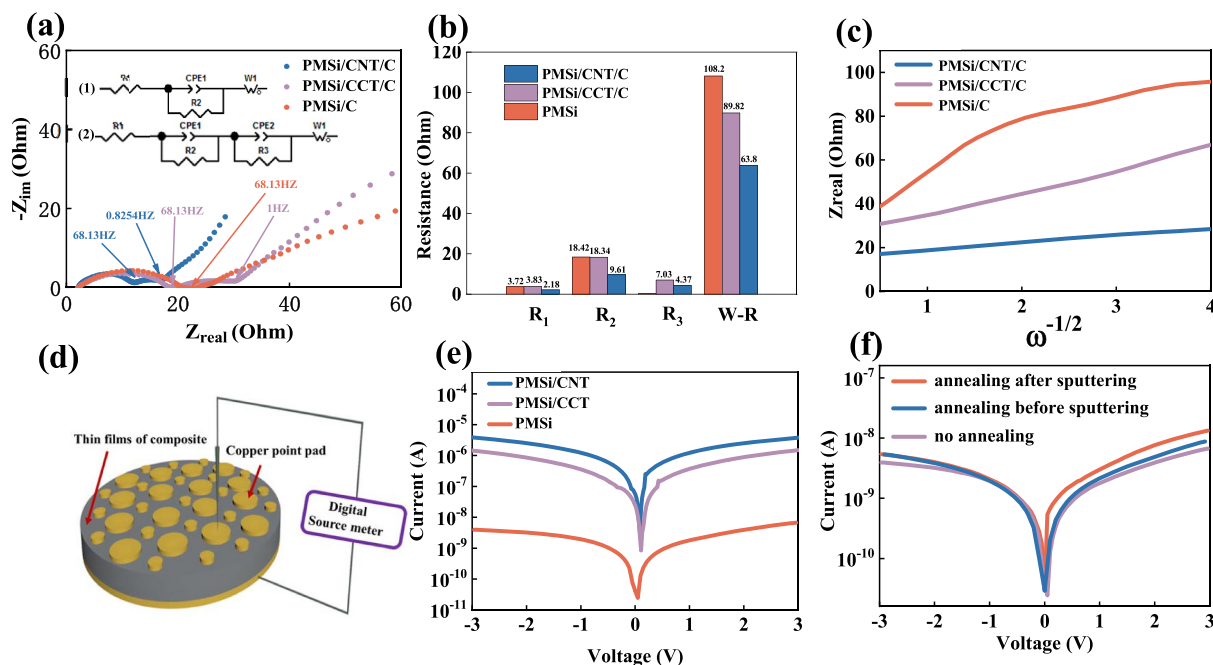 (a)
60
40
20
0
0
20
40
60
-Zim (Ohm)
Zreal (Ohm)
PMSi/CNT/C
PMSi/CCT/C
PMSi/C
(1)
CPE1
W1
R2
(2)
R1
CPE1
CPE2
W1
R2
R3
68.13HZ
0.8254HZ
68.13HZ
68.13HZ
1HZ
(b)
120
100
80
60
40
20
0
Resistance (Ohm)
PMSi/CNT/C
PMSi/CCT/C
PMSi
3.72
3.83
2.18
18.42
18.34
9.61
7.03
4.37
108.2
89.82
63.8
R1
R2
R3
W-R
(c)
100
80
60
40
20
0
Zreal (Ohm)
PMSi/CNT/C
PMSi/CCT/C
PMSi/C
1
2
3
4
ω-1/2
(d)
Thin films of composite
Copper point pad
Digital
Source meter
(e)
10-4
10-5
10-6
10-7
10-8
10-9
10-10
10-11
Current (A)
PMSi/CNT
PMSi/CCT
PMSi
-3
-2
-1
0
1
2
3
Voltage (V)
(f)
10-7
10-8
10-9
10-10
Current (A)
annealing after sputtering
annealing before sputtering
no annealing
-3
-2
-1
0
1
2
3
Voltage (V)